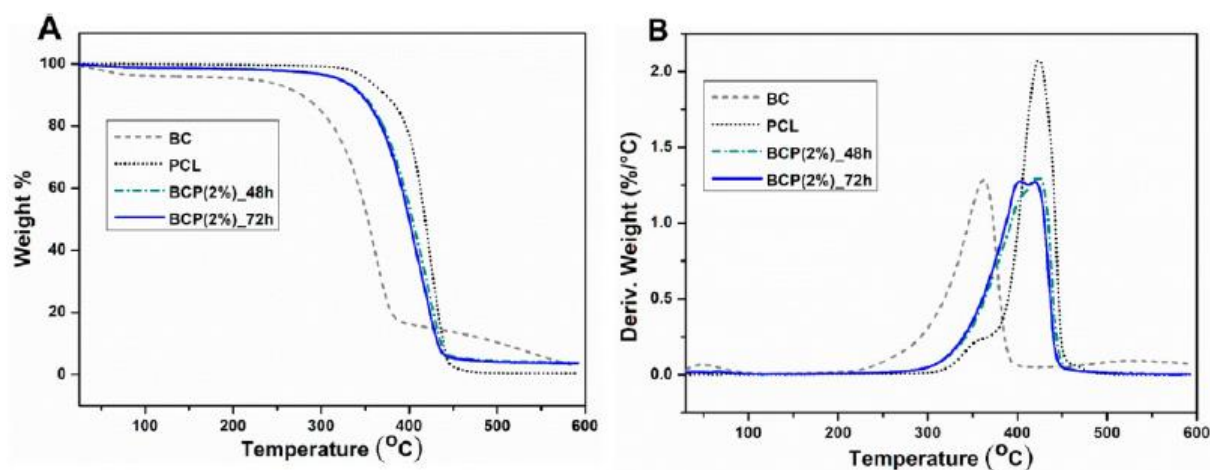 A
Weight %
100
80
60
40
20
0
BC
PCL
BCP(2%)_48h
BCP(2%)_72h
100 200 300 400 500 600
Temperature (°C)
B
Deriv. Weight (%/°C)
2.0
1.5
1.0
0.5
0.0
BC
PCL
BCP(2%)_48h
BCP(2%)_72h
100 200 300 400 500 600
Temperature (°C)